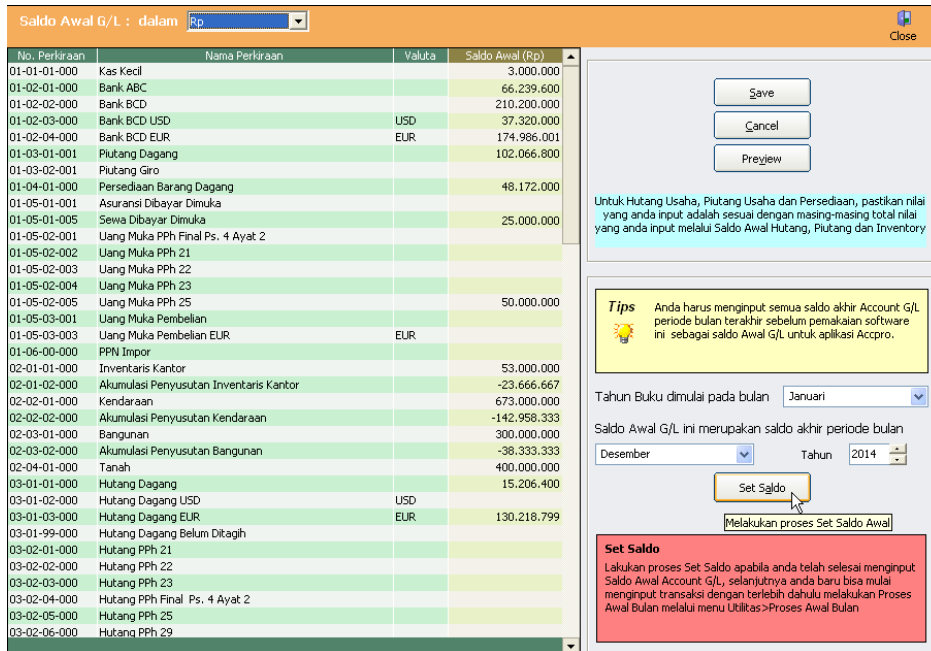 Saldo Awal G/L : dalam Rp
Close
No. Perkiraan Nama Perkiraan Valuta Saldo Awal (Rp)
01-01-01-000 Kas Kecil 3.000.000
01-02-01-000 Bank ABC 66.239.600
01-02-02-000 Bank BCD 210.200.000
01-02-03-000 Bank BCD USD USD 37.320.000
01-02-04-000 Bank BCD EUR EUR 174.986.001
01-03-01-001 Piutang Dagang 102.066.800
01-03-02-001 Piutang Giro
01-04-01-000 Persediaan Barang Dagang 48.172.000
01-05-01-001 Asuransi Dibayar Dimuka
01-05-01-005 Sewa Dibayar Dimuka 25.000.000
01-05-02-001 Uang Muka PPh Final Ps. 4 Ayat 2
01-05-02-002 Uang Muka PPh 21
01-05-02-003 Uang Muka PPh 22
01-05-02-004 Uang Muka PPh 23
01-05-02-005 Uang Muka PPh 25 50.000.000
01-05-03-001 Uang Muka Pembelian
01-05-03-003 Uang Muka Pembelian EUR EUR
01-06-00-000 PPN Impor
02-01-01-000 Inventaris Kantor 53.000.000
02-01-02-000 Akumulasi Penyusutan Inventaris Kantor -23.666.667
02-02-01-000 Kendaraan 673.000.000
02-02-02-000 Akumulasi Penyusutan Kendaraan -142.958.333
02-03-01-000 Bangunan 300.000.000
02-03-02-000 Akumulasi Penyusutan Bangunan -38.333.333
02-04-01-000 Tanah 400.000.000
03-01-01-000 Hutang Dagang 15.206.400
03-01-02-000 Hutang Dagang USD USD
03-01-03-000 Hutang Dagang EUR EUR 130.218.799
03-01-99-000 Hutang Dagang Belum Ditagih
03-02-01-000 Hutang PPh 21
03-02-02-000 Hutang PPh 22
03-02-03-000 Hutang PPh 23
03-02-04-000 Hutang PPh Final Ps. 4 Ayat 2
03-02-05-000 Hutang PPh 25
03-02-06-000 Hutang PPh 29
Save
Cancel
Preview
Untuk Hutang Usaha, Piutang Usaha dan Persediaan, pastikan nilai
yang anda input adalah sesuai dengan masing-masing total nilai
yang anda input melalui Saldo Awal Hutang, Piutang dan Inventory
Tips Anda harus menginput semua saldo akhir Account G/L
periode bulan terakhir sebelum pemakaian software
ini sebagai saldo Awal G/L untuk aplikasi Accpro.
Tahun Buku dimulai pada bulan Januari
Saldo Awal G/L ini merupakan saldo akhir periode bulan
Desember Tahun 2014
Set Saldo
Melakukan proses Set Saldo Awal
Set Saldo
Lakukan proses Set Saldo apabila anda telah selesai menginput
Saldo Awal Account G/L, selanjutnya anda baru bisa mulai
menginput transaksi dengan terlebih dahulu melakukan Proses
Awal Bulan melalui menu Utilitas>Proses Awal Bulan